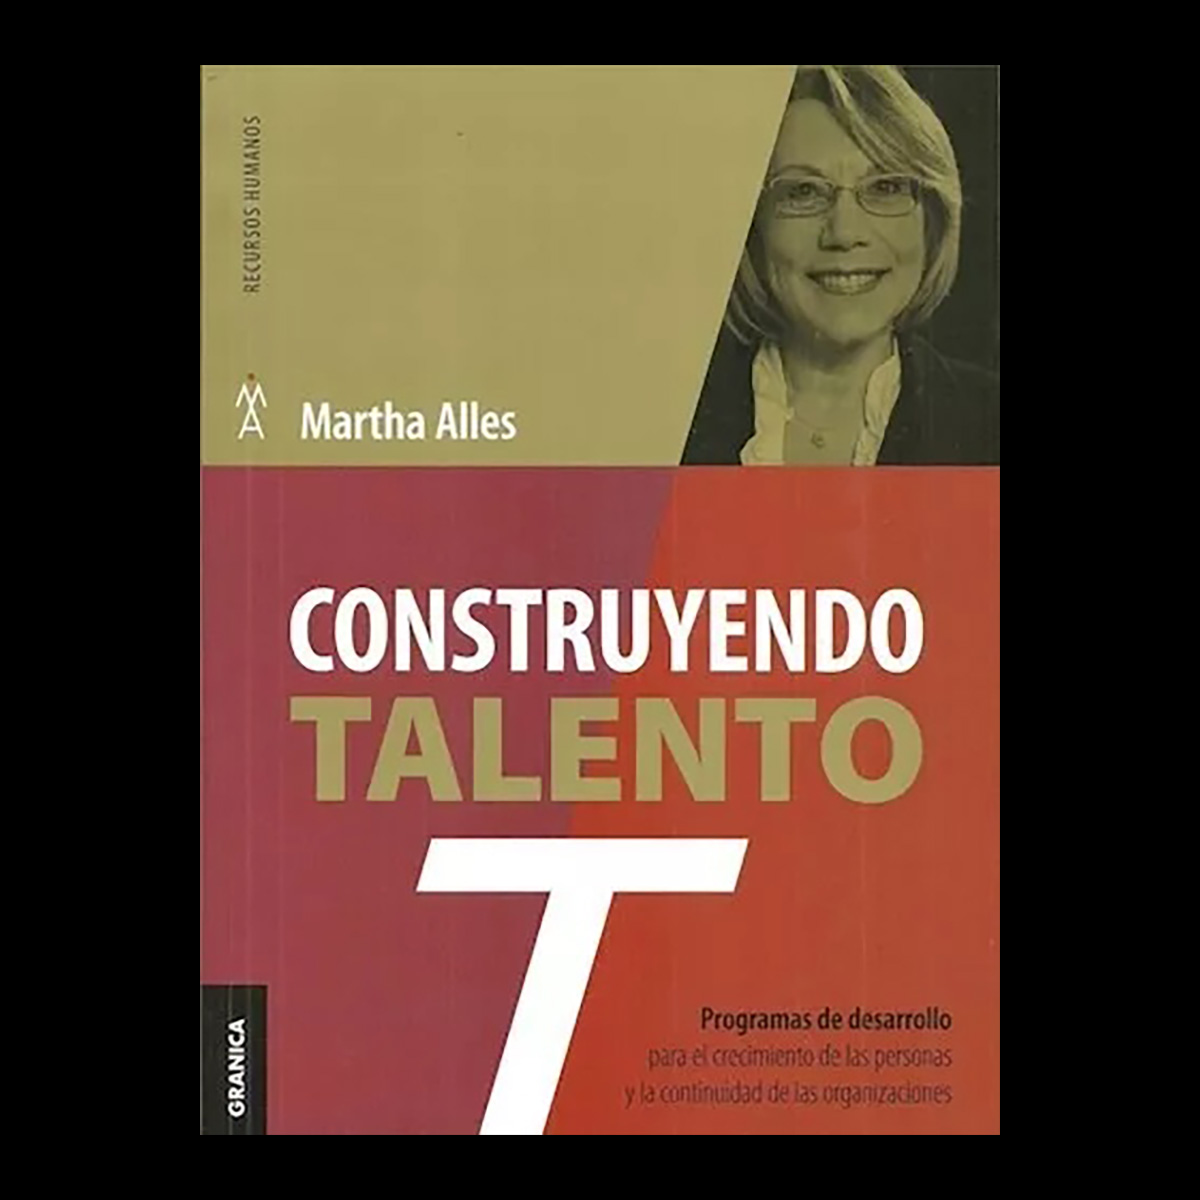 RECURSOS HUMANOS
MA
Martha Alles
CONSTRUYENDO
TALENTO
T
Programas de desarrollo
para el crecimiento de las personas
y la continuidad de las organizaciones
GRANICA